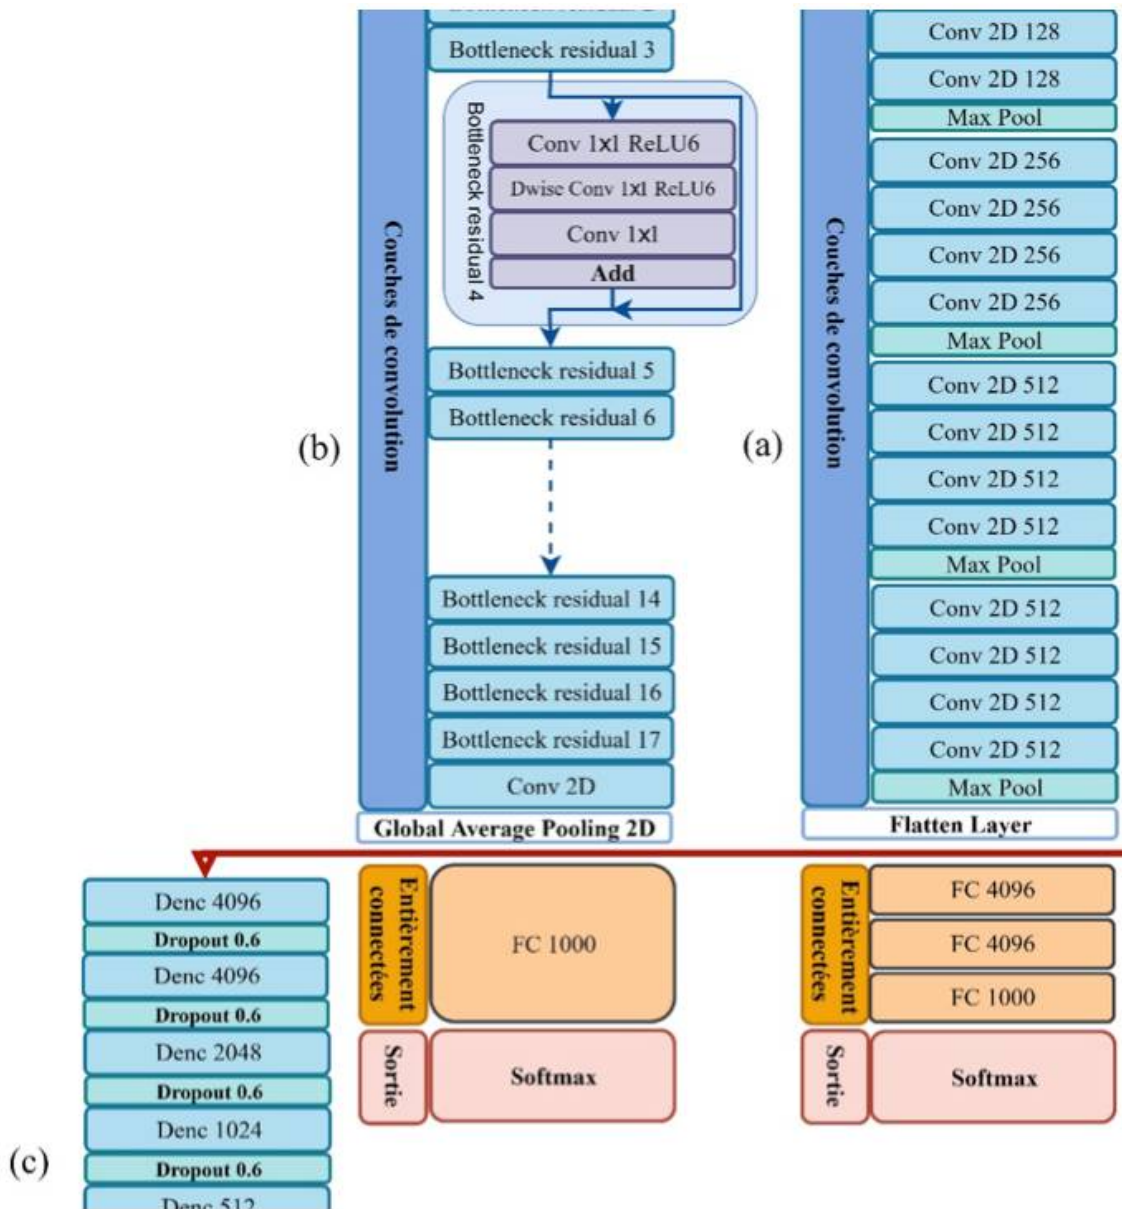 Bottleneck residual 3
Bottleneck residual 4
Conv 1x1 ReLU6
Dwise Conv 1x1 ReLU6
Conv 1x1
Add
Couches de convolution
Bottleneck residual 5
Bottleneck residual 6
(b)
Bottleneck residual 14
Bottleneck residual 15
Bottleneck residual 16
Bottleneck residual 17
Conv 2D
Global Average Pooling 2D
Entièrement
connectées
FC 1000
Sortie
Softmax
Conv 2D 128
Conv 2D 128
Max Pool
Conv 2D 256
Conv 2D 256
Conv 2D 256
Conv 2D 256
Max Pool
Couches de convolution
(a)
Conv 2D 512
Conv 2D 512
Conv 2D 512
Conv 2D 512
Max Pool
Conv 2D 512
Conv 2D 512
Conv 2D 512
Conv 2D 512
Max Pool
Flatten Layer
Entièrement
connectées
FC 4096
FC 4096
FC 1000
Sortie
Softmax
Denc 4096
Dropout 0.6
Denc 4096
Dropout 0.6
Denc 2048
Dropout 0.6
Denc 1024
Dropout 0.6
(c)
Denc 512